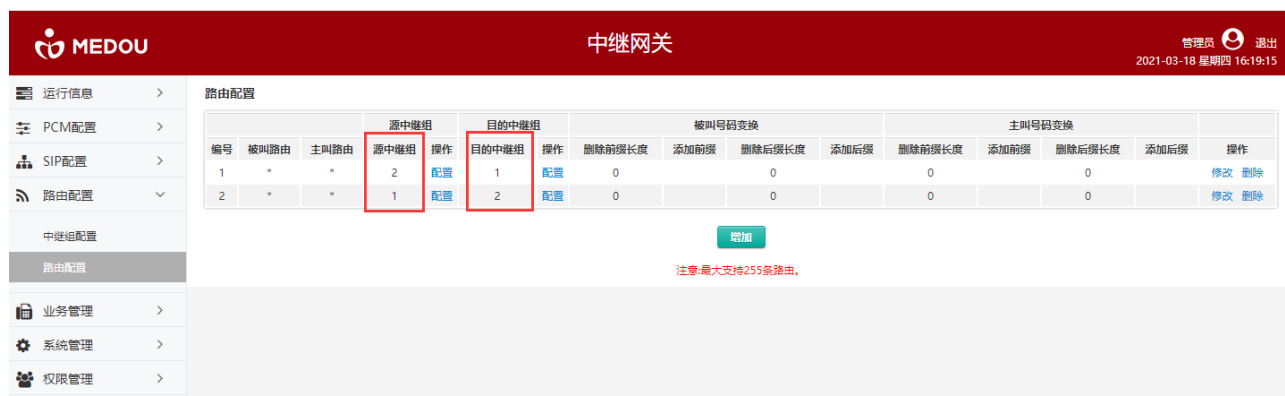 MEDOU
中继网关
管理员 退出
2021-03-18 星期四 16:19:15
运行信息
PCM配置
SIP配置
路由配置
中继组配置
路由配置
业务管理
系统管理
权限管理
路由配置
源中继组 目的中继组 被叫号码变换 主叫号码变换
编号 被叫路由 主叫路由 源中继组 操作 目的中继组 操作 删除前缀长度 添加前缀 删除后缀长度 添加后缀 删除前缀长度 添加前缀 删除后缀长度 添加后缀 操作
1 * * 2 配置 1 配置 0 0 0 0 修改 删除
2 * * 1 配置 2 配置 0 0 0 0 修改 删除
增加
注意:最大支持255条路由。